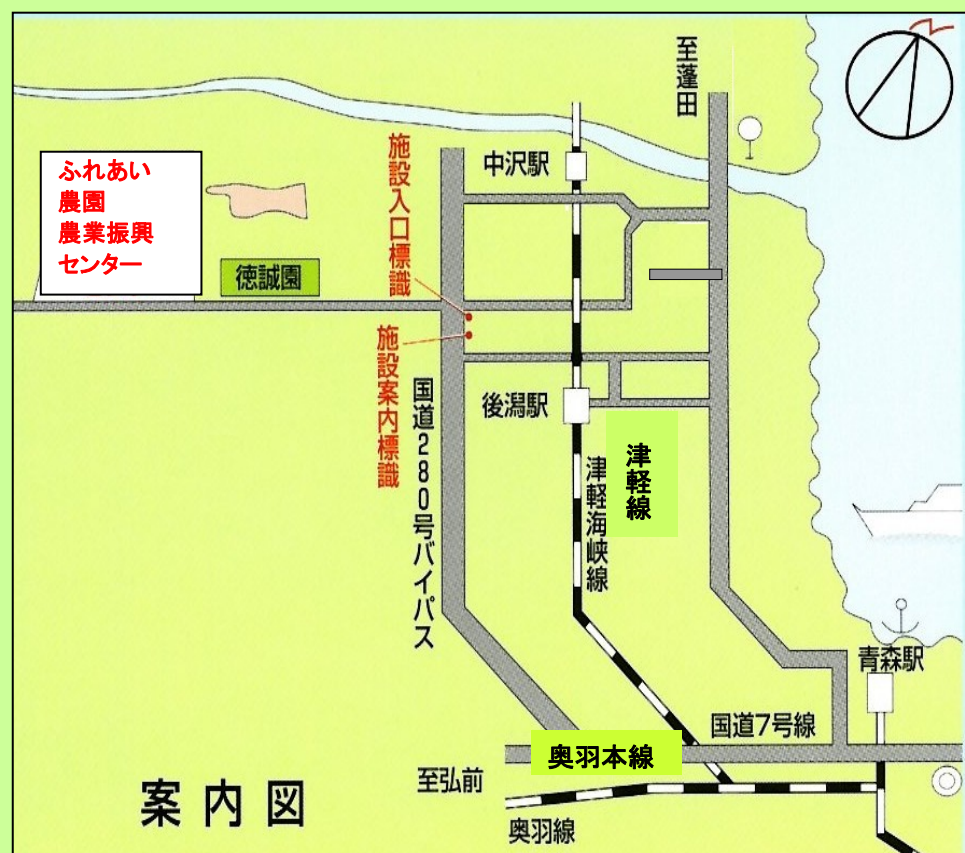 至蓬田
ふれあい
農園
農業振興
センター
施設入口標識
中沢駅
徳誠園
施設案内標識
国道280号バイパス
後潟駅
津軽線
津軽海峡線
青森駅
国道7号線
奥羽本線
至弘前
奥羽線
案内図